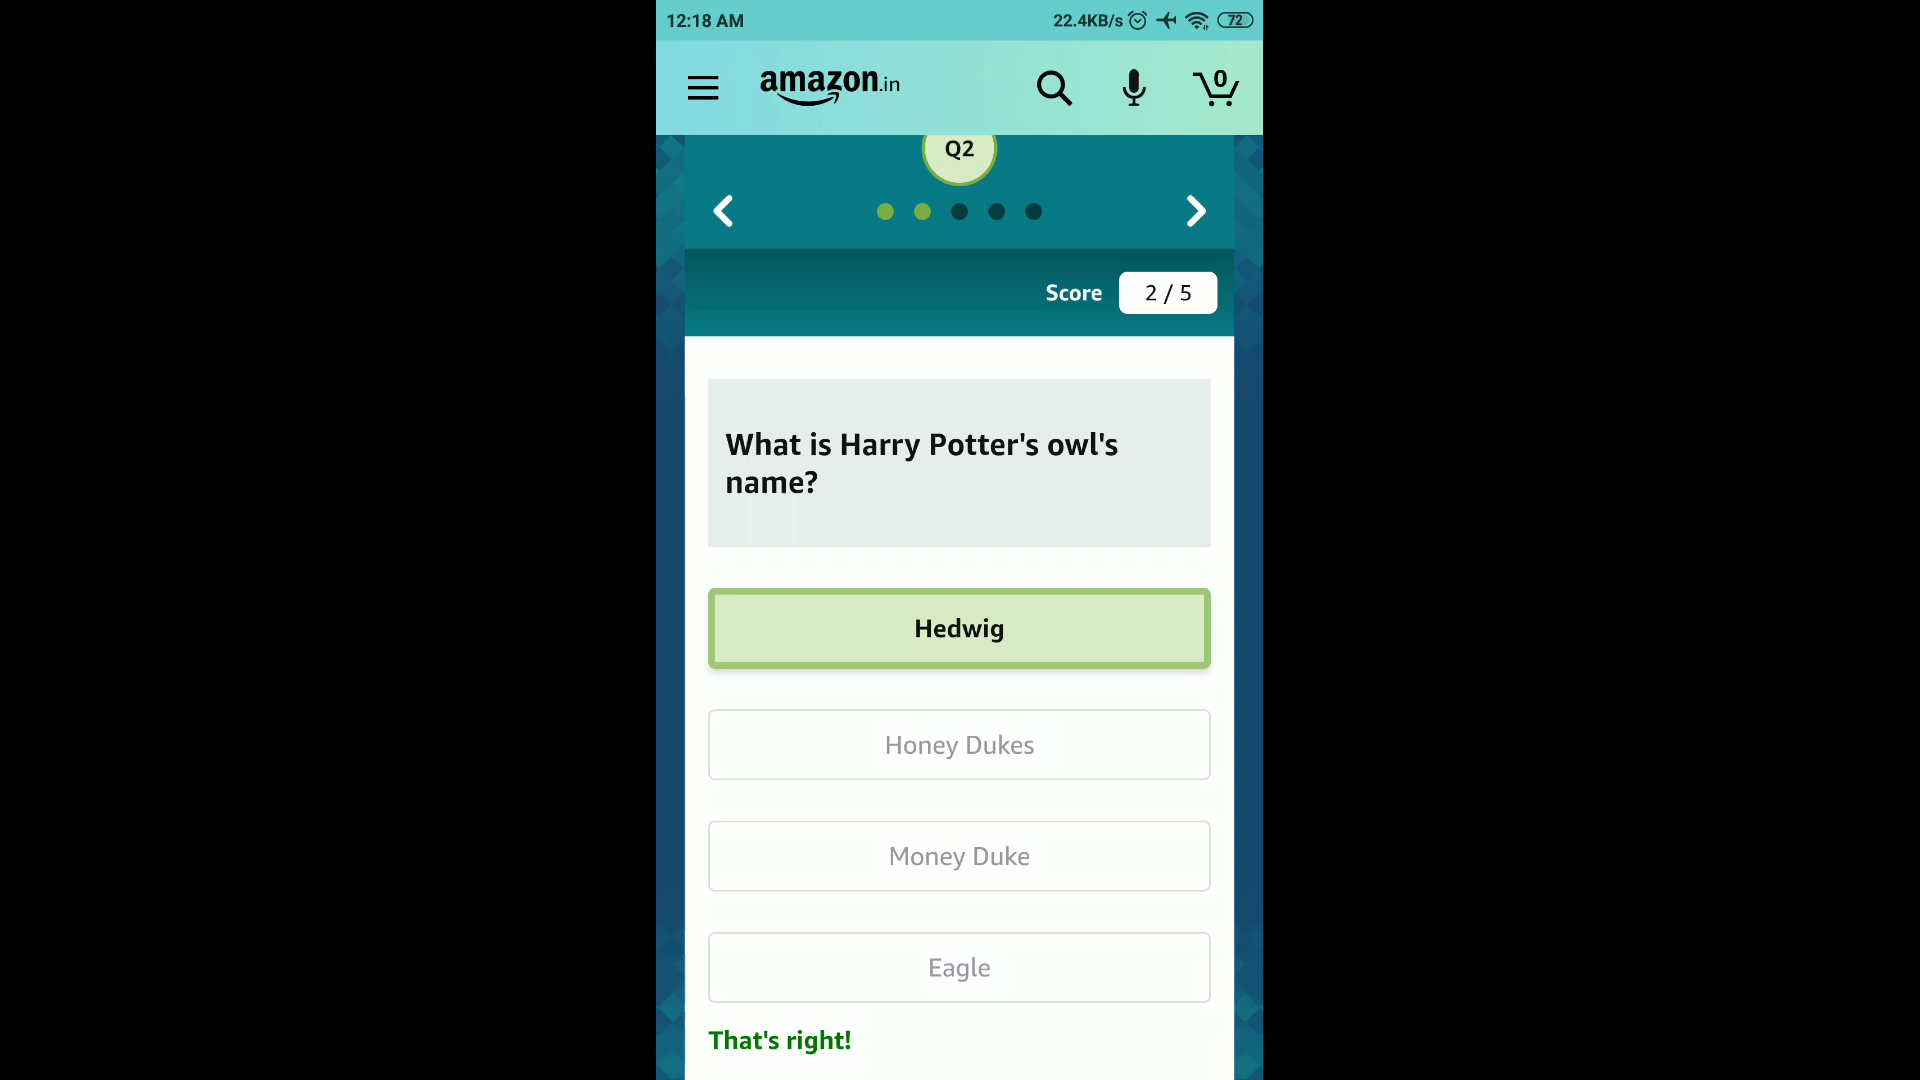 12:18 AM 22.4KB/s 72
amazon.in 0
Q2
Score 2 / 5
What is Harry Potter's owl's
name?
Hedwig
Honey Dukes
Money Duke
Eagle
That's right!